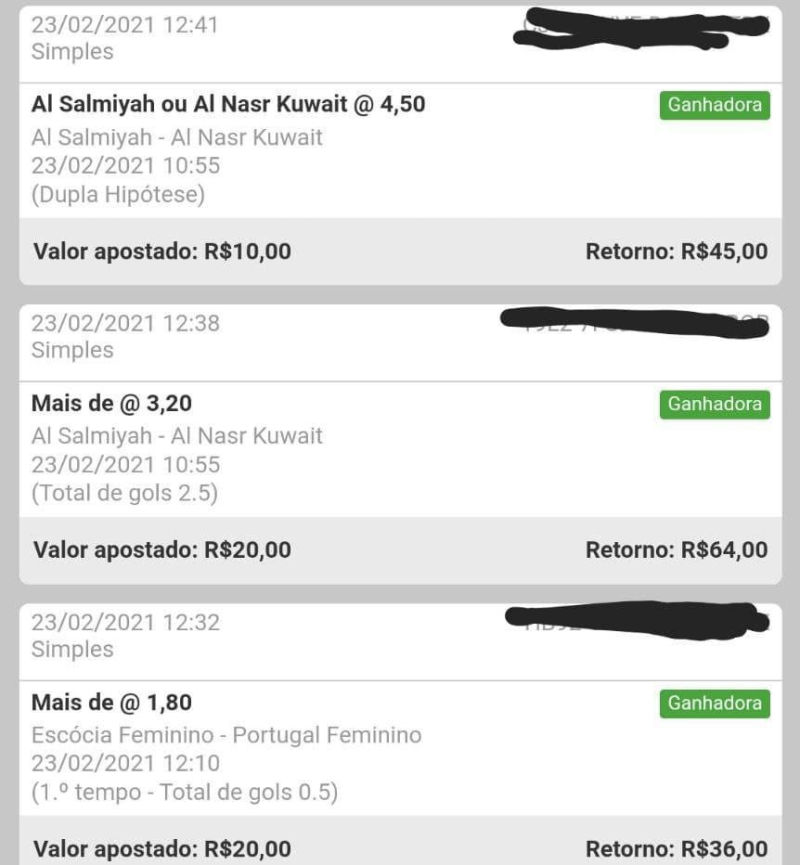 23/02/2021 12:41
Simples
Al Salmiyah ou Al Nasr Kuwait @ 4,50
Ganhadora
Al Salmiyah - Al Nasr Kuwait
23/02/2021 10:55
(Dupla Hipótese)
Valor apostado: R$10,00
Retorno: R$45,00
23/02/2021 12:38
Simples
Mais de @ 3,20
Ganhadora
Al Salmiyah - Al Nasr Kuwait
23/02/2021 10:55
(Total de gols 2.5)
Valor apostado: R$20,00
Retorno: R$64,00
23/02/2021 12:32
Simples
Mais de @ 1,80
Ganhadora
Escócia Feminino - Portugal Feminino
23/02/2021 12:10
(1.º tempo - Total de gols 0.5)
Valor apostado: R$20,00
Retorno: R$36,00